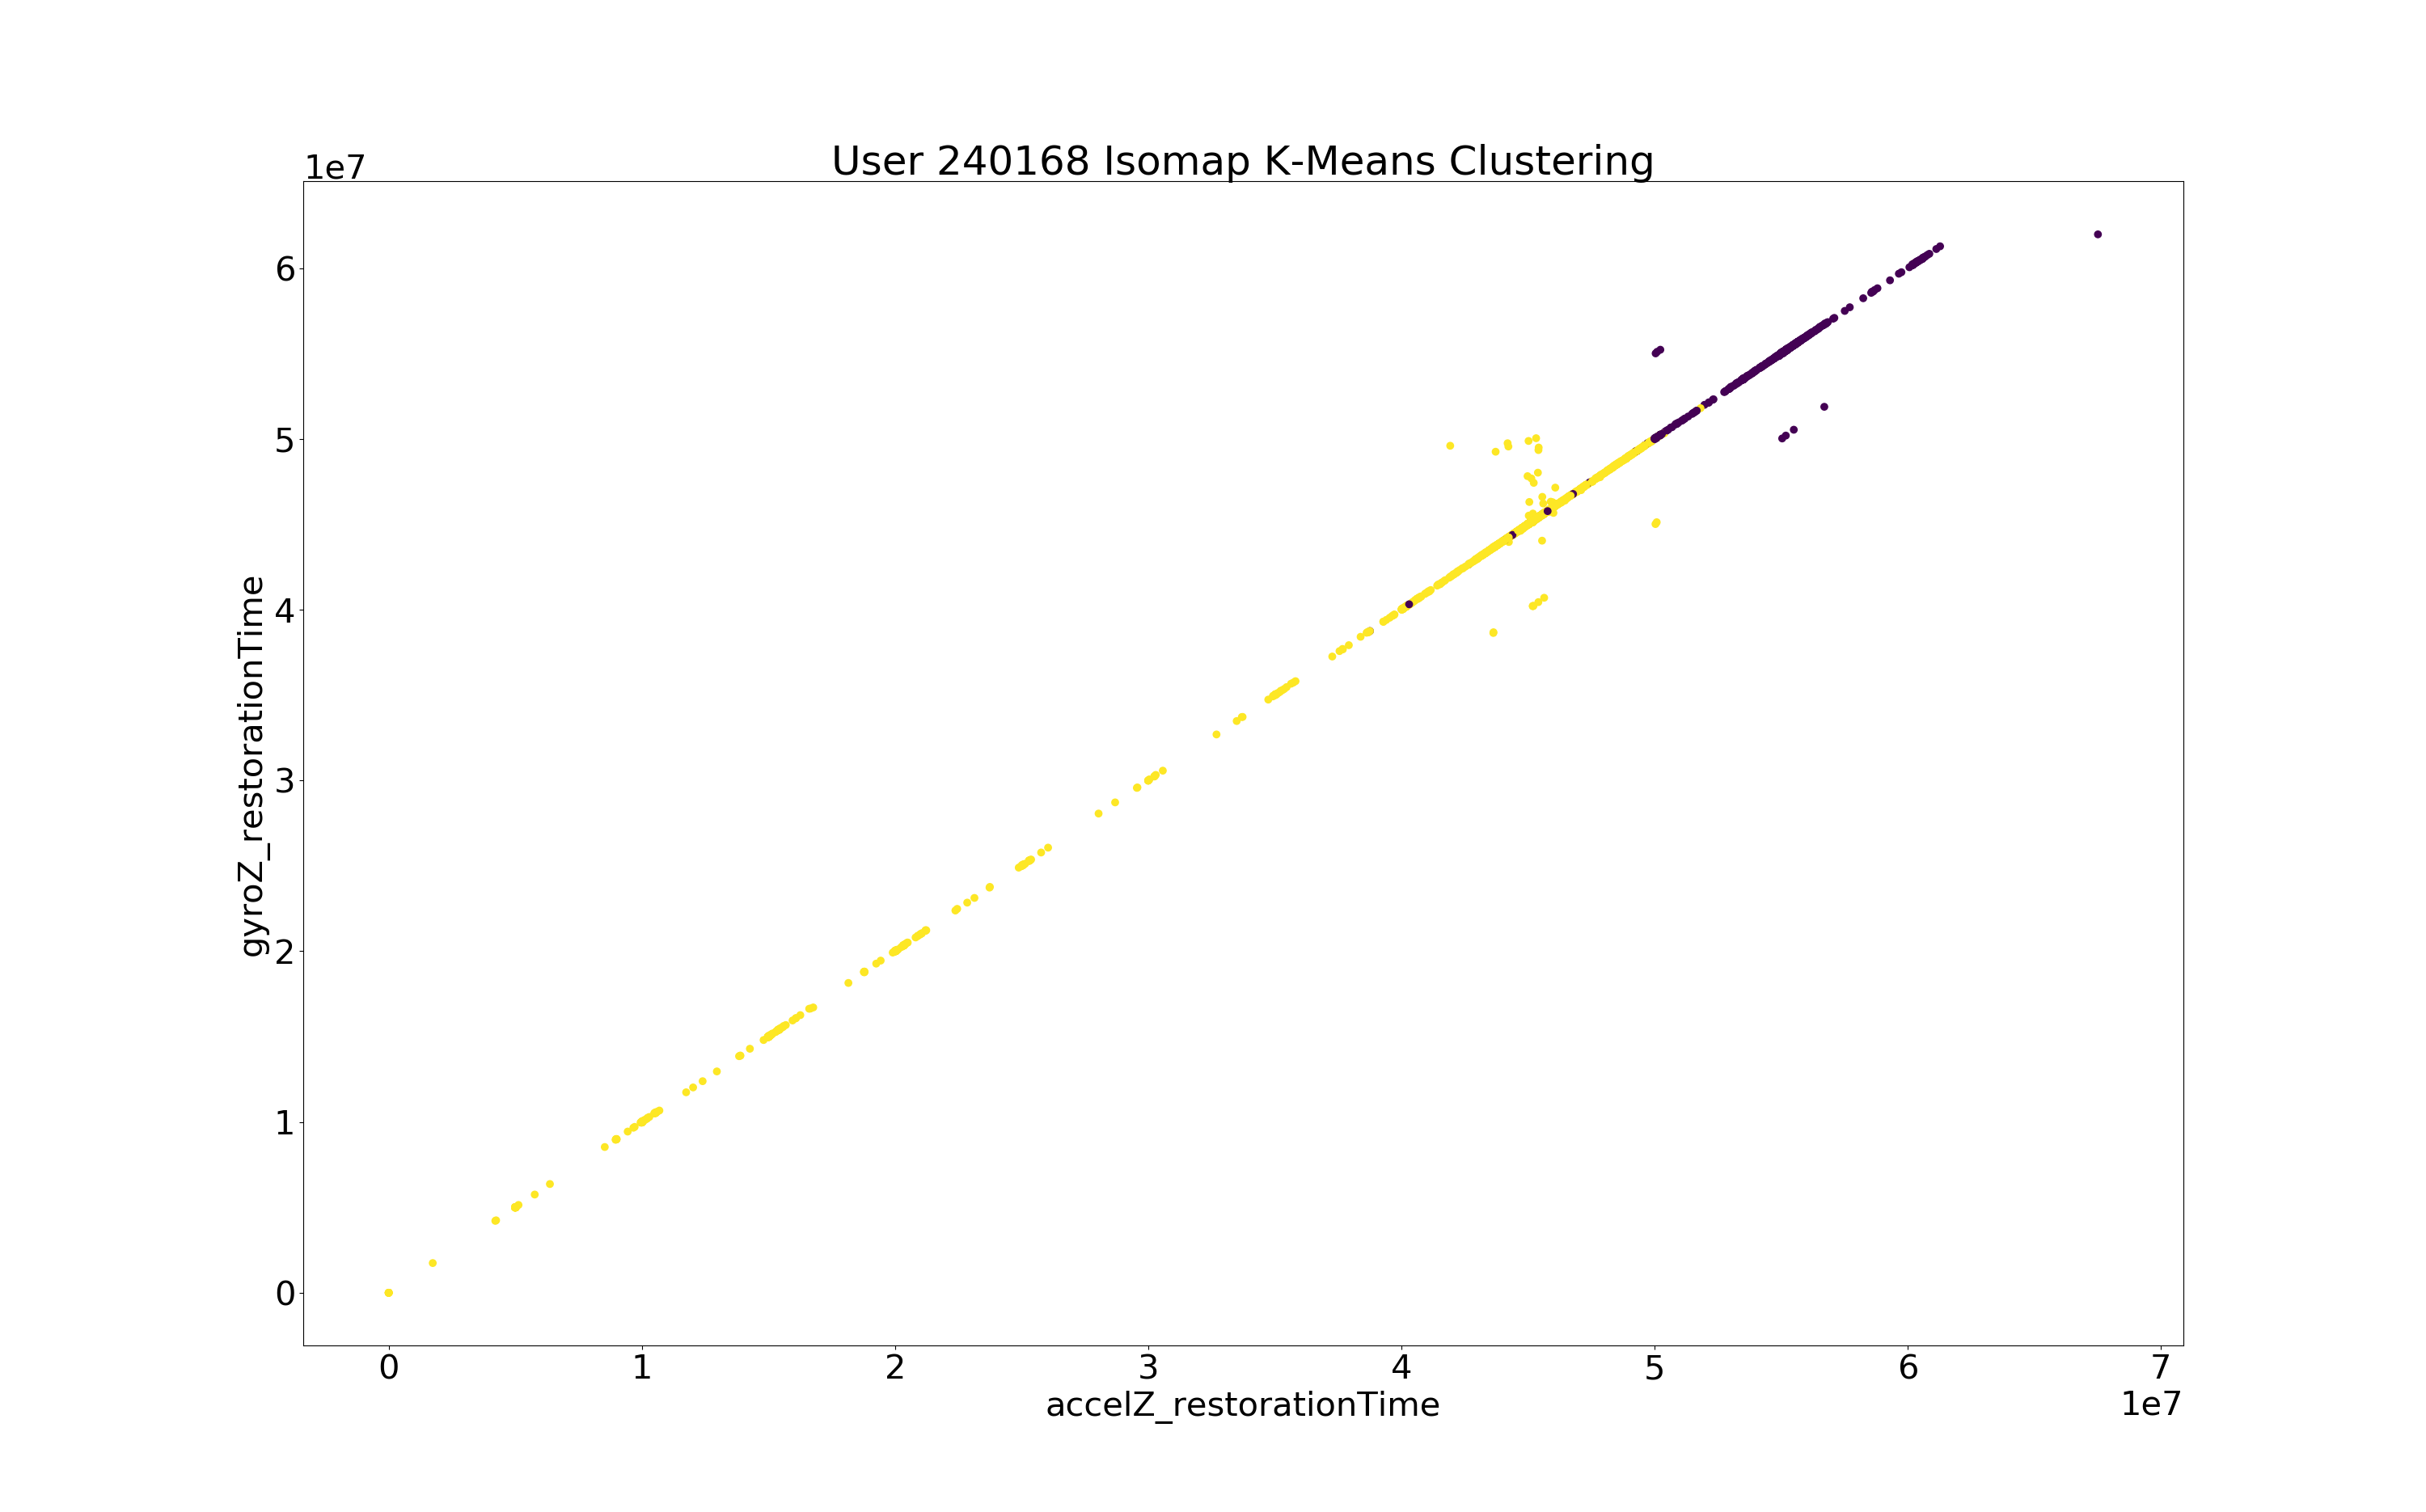 User 240168 Isomap K-Means Clustering
1e7
6
5
4
3
2
1
0
gyroZ_restorationTime
0 1 2 3 4 5 6 7
accelZ_restorationTime
1e7